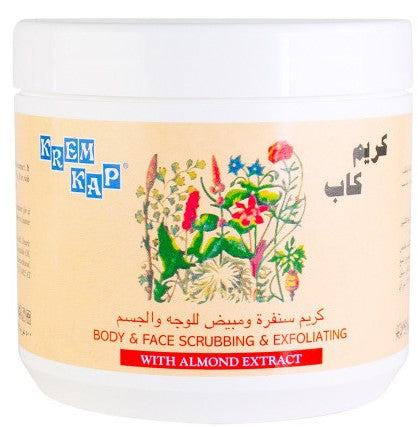 KREM
KAP®
كريم
كاب
كريم سنفرة ومبيض للوجه والجسم
BODY & FACE SCRUBBING & EXFOLIATING
WITH ALMOND EXTRACT